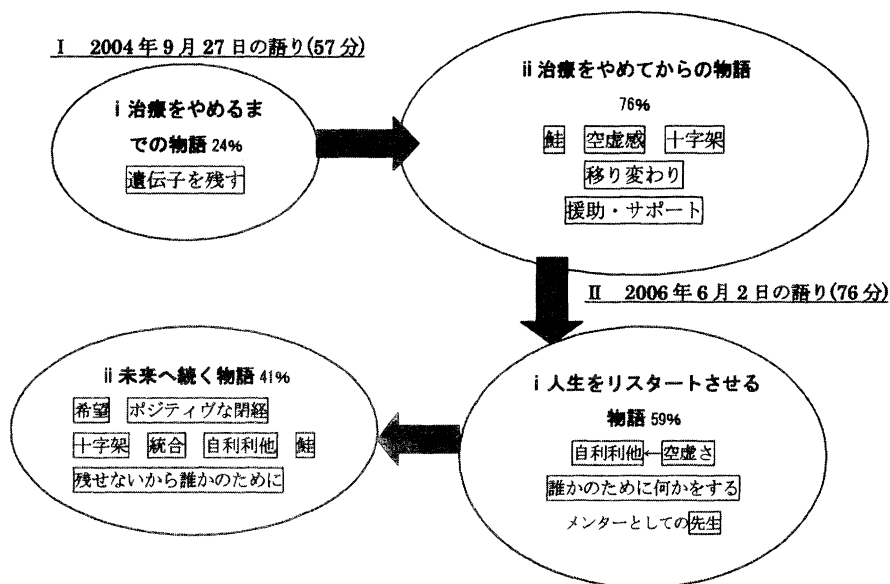 Ⅰ 2004年9月27日の語り(57分)
ⅰ治療をやめるま
での物語 24%
遺伝子を残す
ⅱ治療をやめてからの物語
76%
鮭 空虚感 十字架
移り変わり
援助・サポート
Ⅱ 2006年6月2日の語り(76分)
ⅰ人生をリスタートさせる
物語 59%
自利利他←空虚さ
誰かのために何かをする
メンターとしての先生
ⅱ未来へ続く物語 41%
希望 ポジティヴな閉経
十字架 統合 自利利他 鮭
残せないから誰かのために